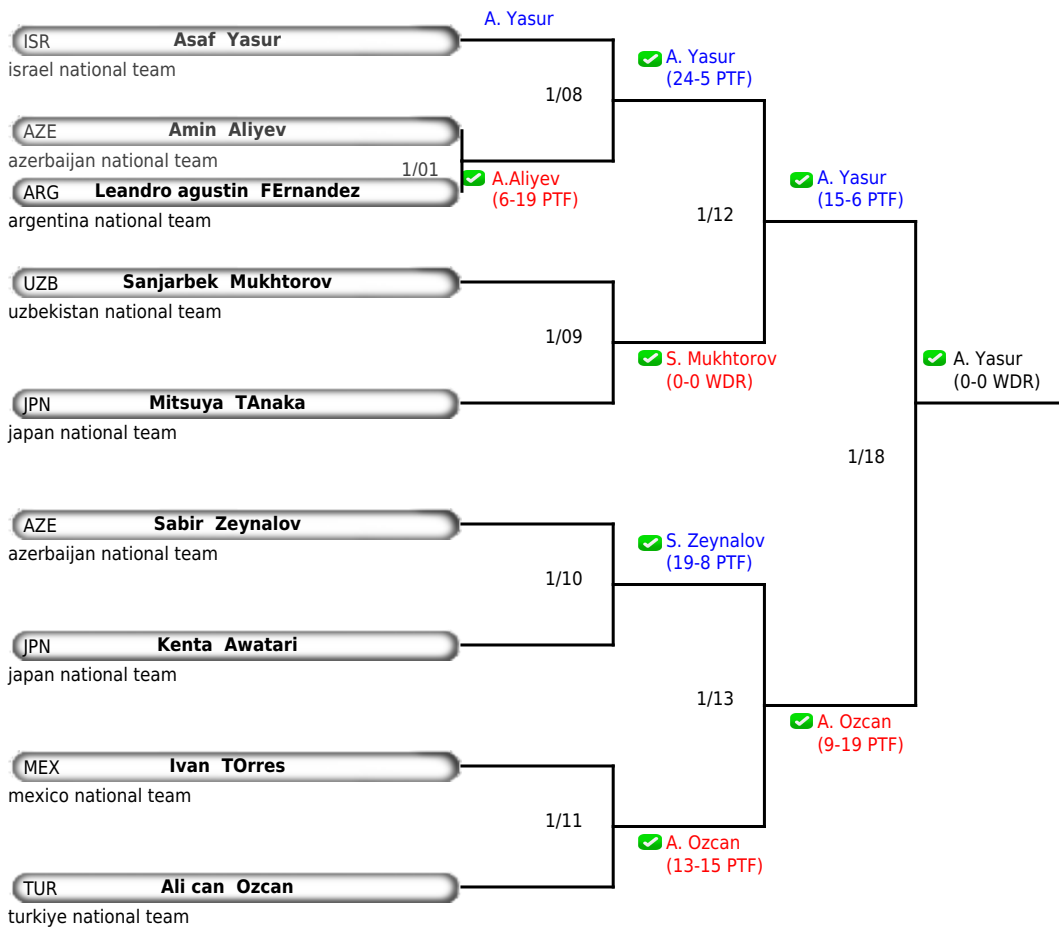 A. Yasur
ISR Asaf Yasur
israel national team
A. Yasur
(24-5 PTF)
1/08
AZE Amin Aliyev
azerbaijan national team
1/01
A.Aliyev
(6-19 PTF)
ARG Leandro agustin FErnandez
argentina national team
A. Yasur
(15-6 PTF)
1/12
UZB Sanjarbek Mukhtorov
uzbekistan national team
1/09
S. Mukhtorov
(0-0 WDR)
A. Yasur
(0-0 WDR)
JPN Mitsuya TAnaka
japan national team
1/18
AZE Sabir Zeynalov
azerbaijan national team
S. Zeynalov
(19-8 PTF)
1/10
JPN Kenta Awatari
japan national team
1/13
A. Ozcan
(9-19 PTF)
MEX Ivan TOrres
mexico national team
1/11
A. Ozcan
(13-15 PTF)
TUR Ali can Ozcan
turkiye national team